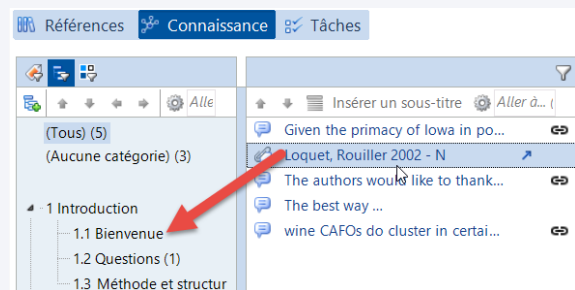 Références Connaissance Tâches
Alle
Insérer un sous-titre Aller à... (
(Tous) (5)
(Aucune catégorie) (3)
1 Introduction
1.1 Bienvenue
1.2 Questions (1)
1.3 Méthode et structur
Given the primacy of Iowa in po...
Loquet, Rouiller 2002 - N
The authors would like to thank...
The best way ...
wine CAFOs do cluster in certai...